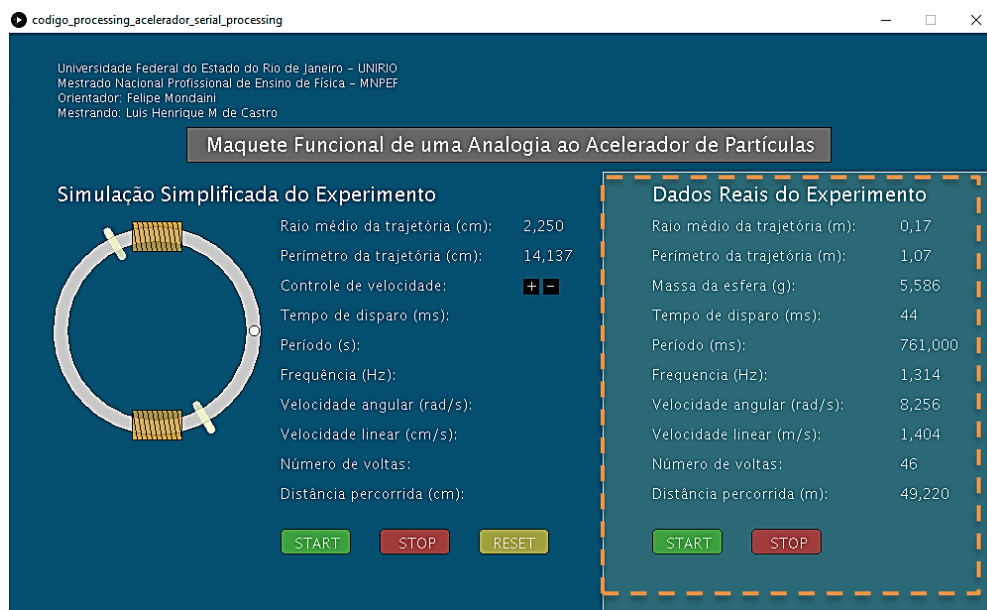 codigo_processing_acelerador_serial_processing
Universidade Federal do Estado do Rio de Janeiro – UNIRIO
Mestrado Nacional Profissional de Ensino de Física – MNPEF
Orientador: Felipe Mondaini
Mestrando: Luis Henrique M de Castro
Maquete Funcional de uma Analogia ao Acelerador de Partículas
Simulação Simplificada do Experimento
Raio médio da trajetória (cm): 2,250
Perímetro da trajetória (cm): 14,137
Controle de velocidade: + -
Tempo de disparo (ms):
Período (s):
Frequência (Hz):
Velocidade angular (rad/s):
Velocidade linear (cm/s):
Número de voltas:
Distância percorrida (cm):
START STOP RESET
Dados Reais do Experimento
Raio médio da trajetória (m): 0,17
Perímetro da trajetória (m): 1,07
Massa da esfera (g): 5,586
Tempo de disparo (ms): 44
Período (ms): 761,000
Frequencia (Hz): 1,314
Velocidade angular (rad/s): 8,256
Velocidade linear (m/s): 1,404
Número de voltas: 46
Distância percorrida (m): 49,220
START STOP